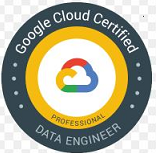 Google Cloud Certified
PROFESSIONAL
DATA ENGINEER